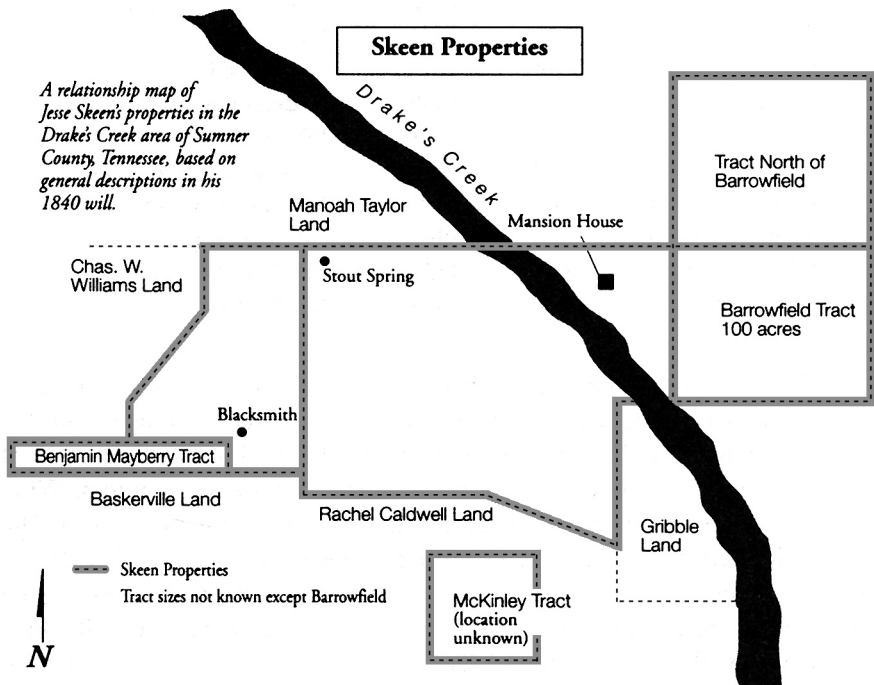 Skeen Properties
A relationship map of
Jesse Skeen's properties in the
Drake's Creek area of Sumner
County, Tennessee, based on
general descriptions in his
1840 will.
Drake's Creek
Tract North of
Barrowfield
Manoah Taylor
Land
Mansion House
Chas. W.
Williams Land
Stout Spring
Barrowfield Tract
100 acres
Blacksmith
Benjamin Mayberry Tract
Baskerville Land
Rachel Caldwell Land
Gribble
Land
Skeen Properties
Tract sizes not known except Barrowfield
McKinley Tract
(location
unknown)
N